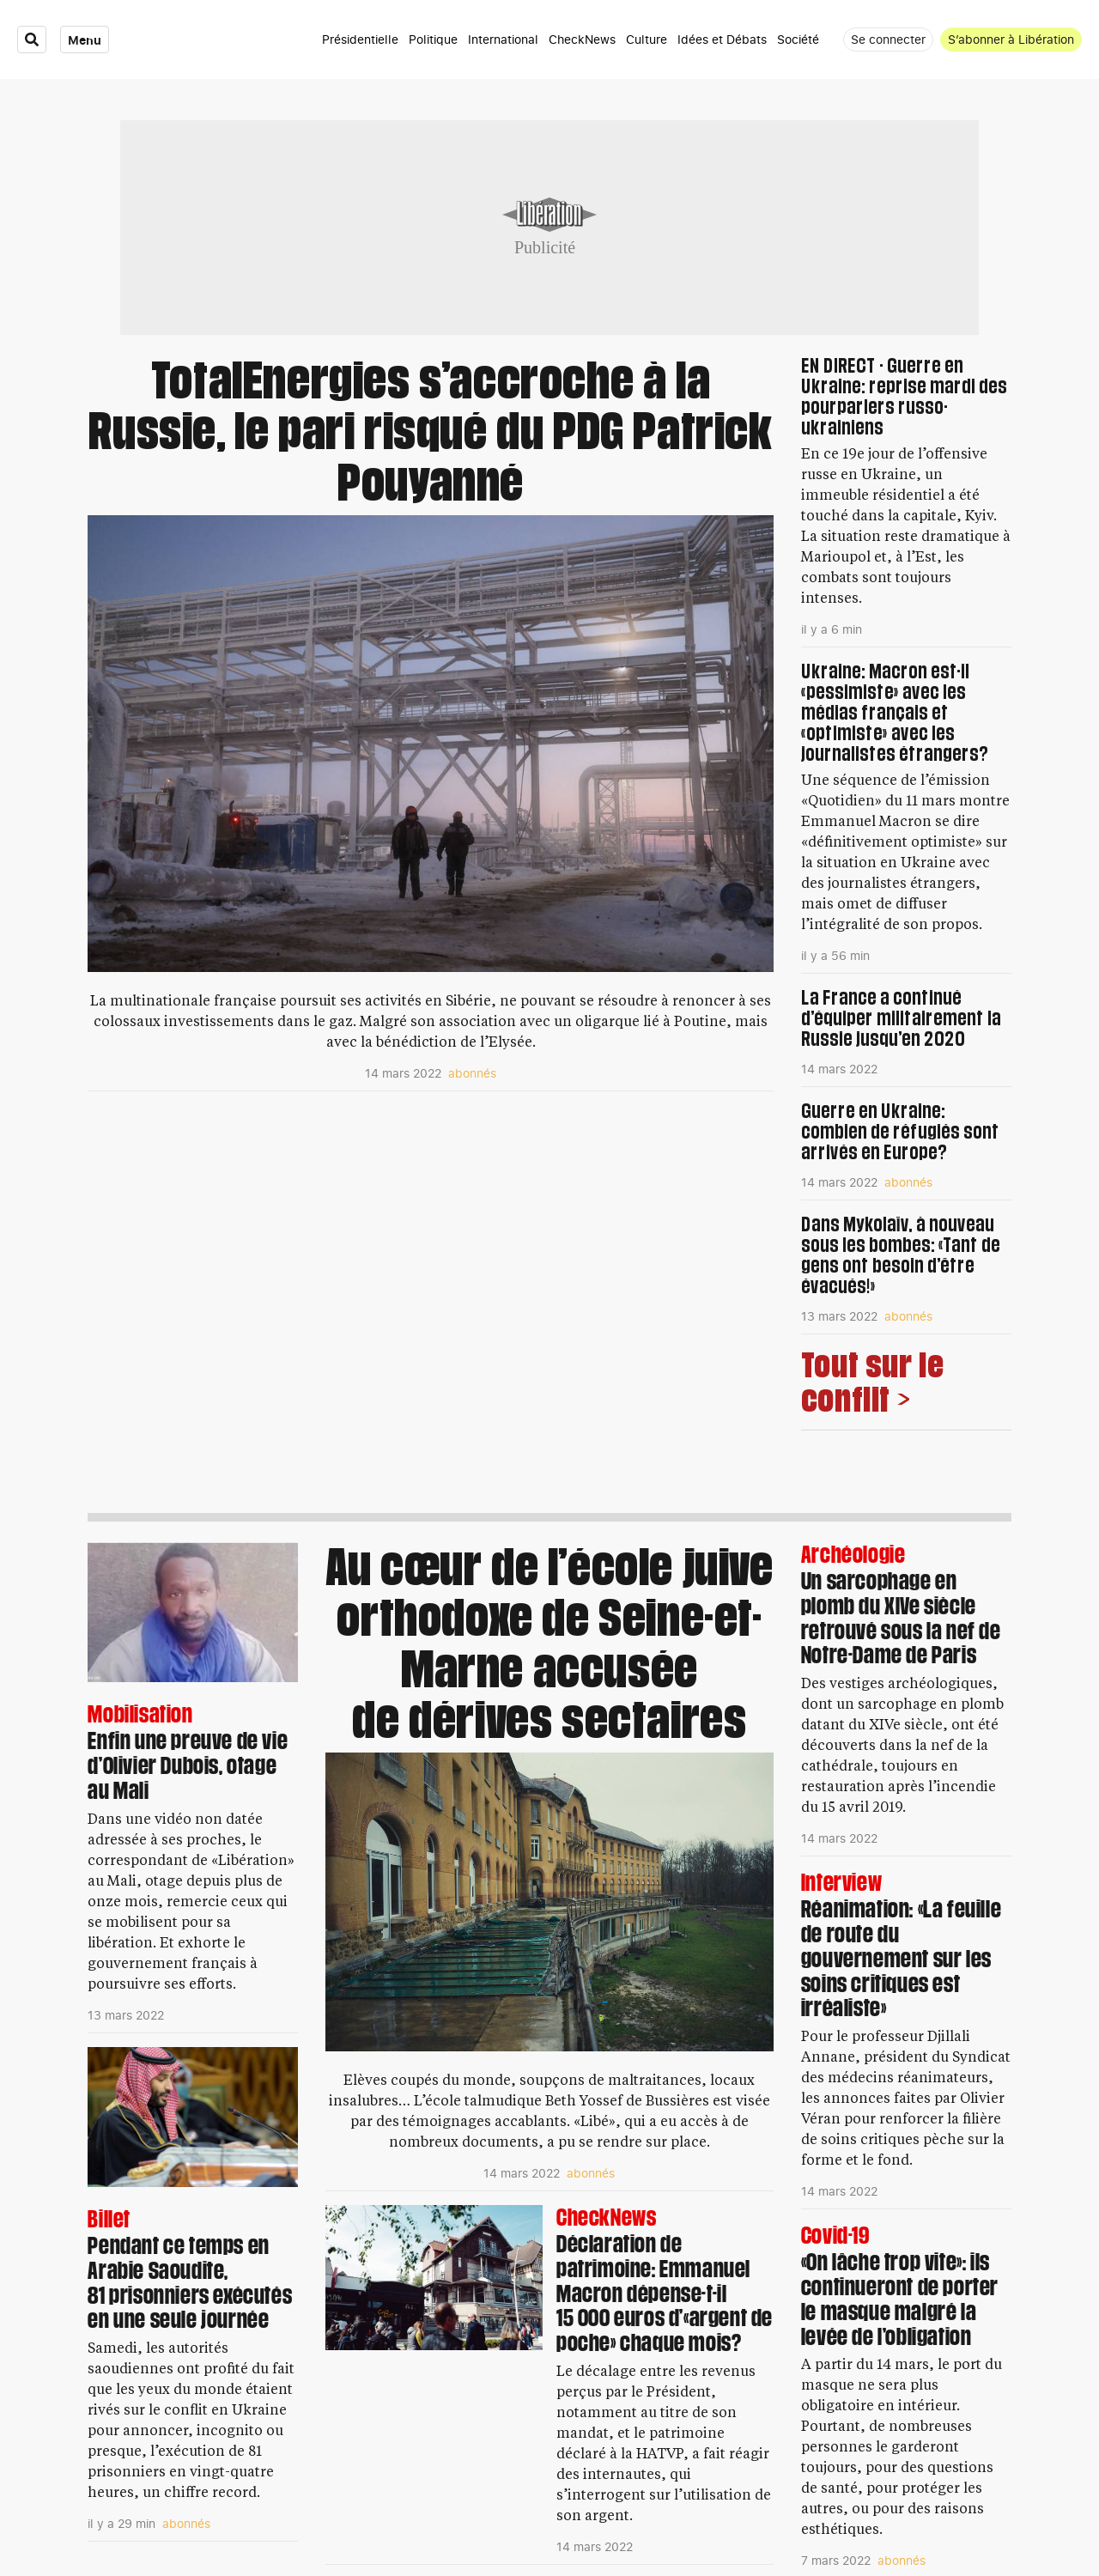 Menu
Présidentielle Politique International CheckNews Culture Idées et Débats Société
Se connecter
S'abonner à Libération
Libération
Publicité
TotalEnergies s'accroche à la
Russie, le pari risqué du PDG Patrick
Pouyanné
La multinationale française poursuit ses activités en Sibérie, ne pouvant se résoudre à renoncer à ses
colossaux investissements dans le gaz. Malgré son association avec un oligarque lié à Poutine, mais
avec la bénédiction de l'Elysée.
14 mars 2022 abonnés
EN DIRECT - Guerre en
Ukraine: reprise mardi des
pourparlers russo-
ukrainiens
En ce 19e jour de l'offensive
russe en Ukraine, un
immeuble résidentiel a été
touché dans la capitale, Kyiv.
La situation reste dramatique à
Marioupol et, à l'Est, les
combats sont toujours
intenses.
il y a 6 min
Ukraine: Macron est-il
«pessimiste» avec les
médias français et
«optimiste» avec les
journalistes étrangers?
Une séquence de l'émission
«Quotidien» du 11 mars montre
Emmanuel Macron se dire
«définitivement optimiste» sur
la situation en Ukraine avec
des journalistes étrangers,
mais omet de diffuser
l'intégralité de son propos.
il y a 56 min
La France a continué
d'équiper militairement la
Russie jusqu'en 2020
14 mars 2022
Guerre en Ukraine:
combien de réfugiés sont
arrivés en Europe?
14 mars 2022 abonnés
Dans Mykolaïv, à nouveau
sous les bombes: «Tant de
gens ont besoin d'être
évacués!»
13 mars 2022 abonnés
Tout sur le
conflit >
Mobilisation
Enfin une preuve de vie
d'Olivier Dubois, otage
au Mali
Dans une vidéo non datée
adressée à ses proches, le
correspondant de «Libération»
au Mali, otage depuis plus de
onze mois, remercie ceux qui
se mobilisent pour sa
libération. Et exhorte le
gouvernement français à
poursuivre ses efforts.
13 mars 2022
Billet
Pendant ce temps en
Arabie Saoudite,
81 prisonniers exécutés
en une seule journée
Samedi, les autorités
saoudiennes ont profité du fait
que les yeux du monde étaient
rivés sur le conflit en Ukraine
pour annoncer, incognito ou
presque, l'exécution de 81
prisonniers en vingt-quatre
heures, un chiffre record.
il y a 29 min abonnés
Au cœur de l'école juive
orthodoxe de Seine-et-
Marne accusée
de dérives sectaires
Elèves coupés du monde, soupçons de maltraitances, locaux
insalubres… L'école talmudique Beth Yossef de Bussières est visée
par des témoignages accablants. «Libé», qui a eu accès à de
nombreux documents, a pu se rendre sur place.
14 mars 2022 abonnés
CheckNews
Déclaration de
patrimoine: Emmanuel
Macron dépense-t-il
15 000 euros d'«argent de
poche» chaque mois?
Le décalage entre les revenus
perçus par le Président,
notamment au titre de son
mandat, et le patrimoine
déclaré à la HATVP, a fait réagir
des internautes, qui
s'interrogent sur l'utilisation de
son argent.
14 mars 2022
Archéologie
Un sarcophage en
plomb du XIVe siècle
retrouvé sous la nef de
Notre-Dame de Paris
Des vestiges archéologiques,
dont un sarcophage en plomb
datant du XIVe siècle, ont été
découverts dans la nef de la
cathédrale, toujours en
restauration après l'incendie
du 15 avril 2019.
14 mars 2022
Interview
Réanimation: «La feuille
de route du
gouvernement sur les
soins critiques est
irréaliste»
Pour le professeur Djillali
Annane, président du Syndicat
des médecins réanimateurs,
les annonces faites par Olivier
Véran pour renforcer la filière
de soins critiques pèche sur la
forme et le fond.
14 mars 2022
Covid-19
«On lâche trop vite»: ils
continueront de porter
le masque malgré la
levée de l'obligation
A partir du 14 mars, le port du
masque ne sera plus
obligatoire en intérieur.
Pourtant, de nombreuses
personnes le garderont
toujours, pour des questions
de santé, pour protéger les
autres, ou pour des raisons
esthétiques.
7 mars 2022 abonnés